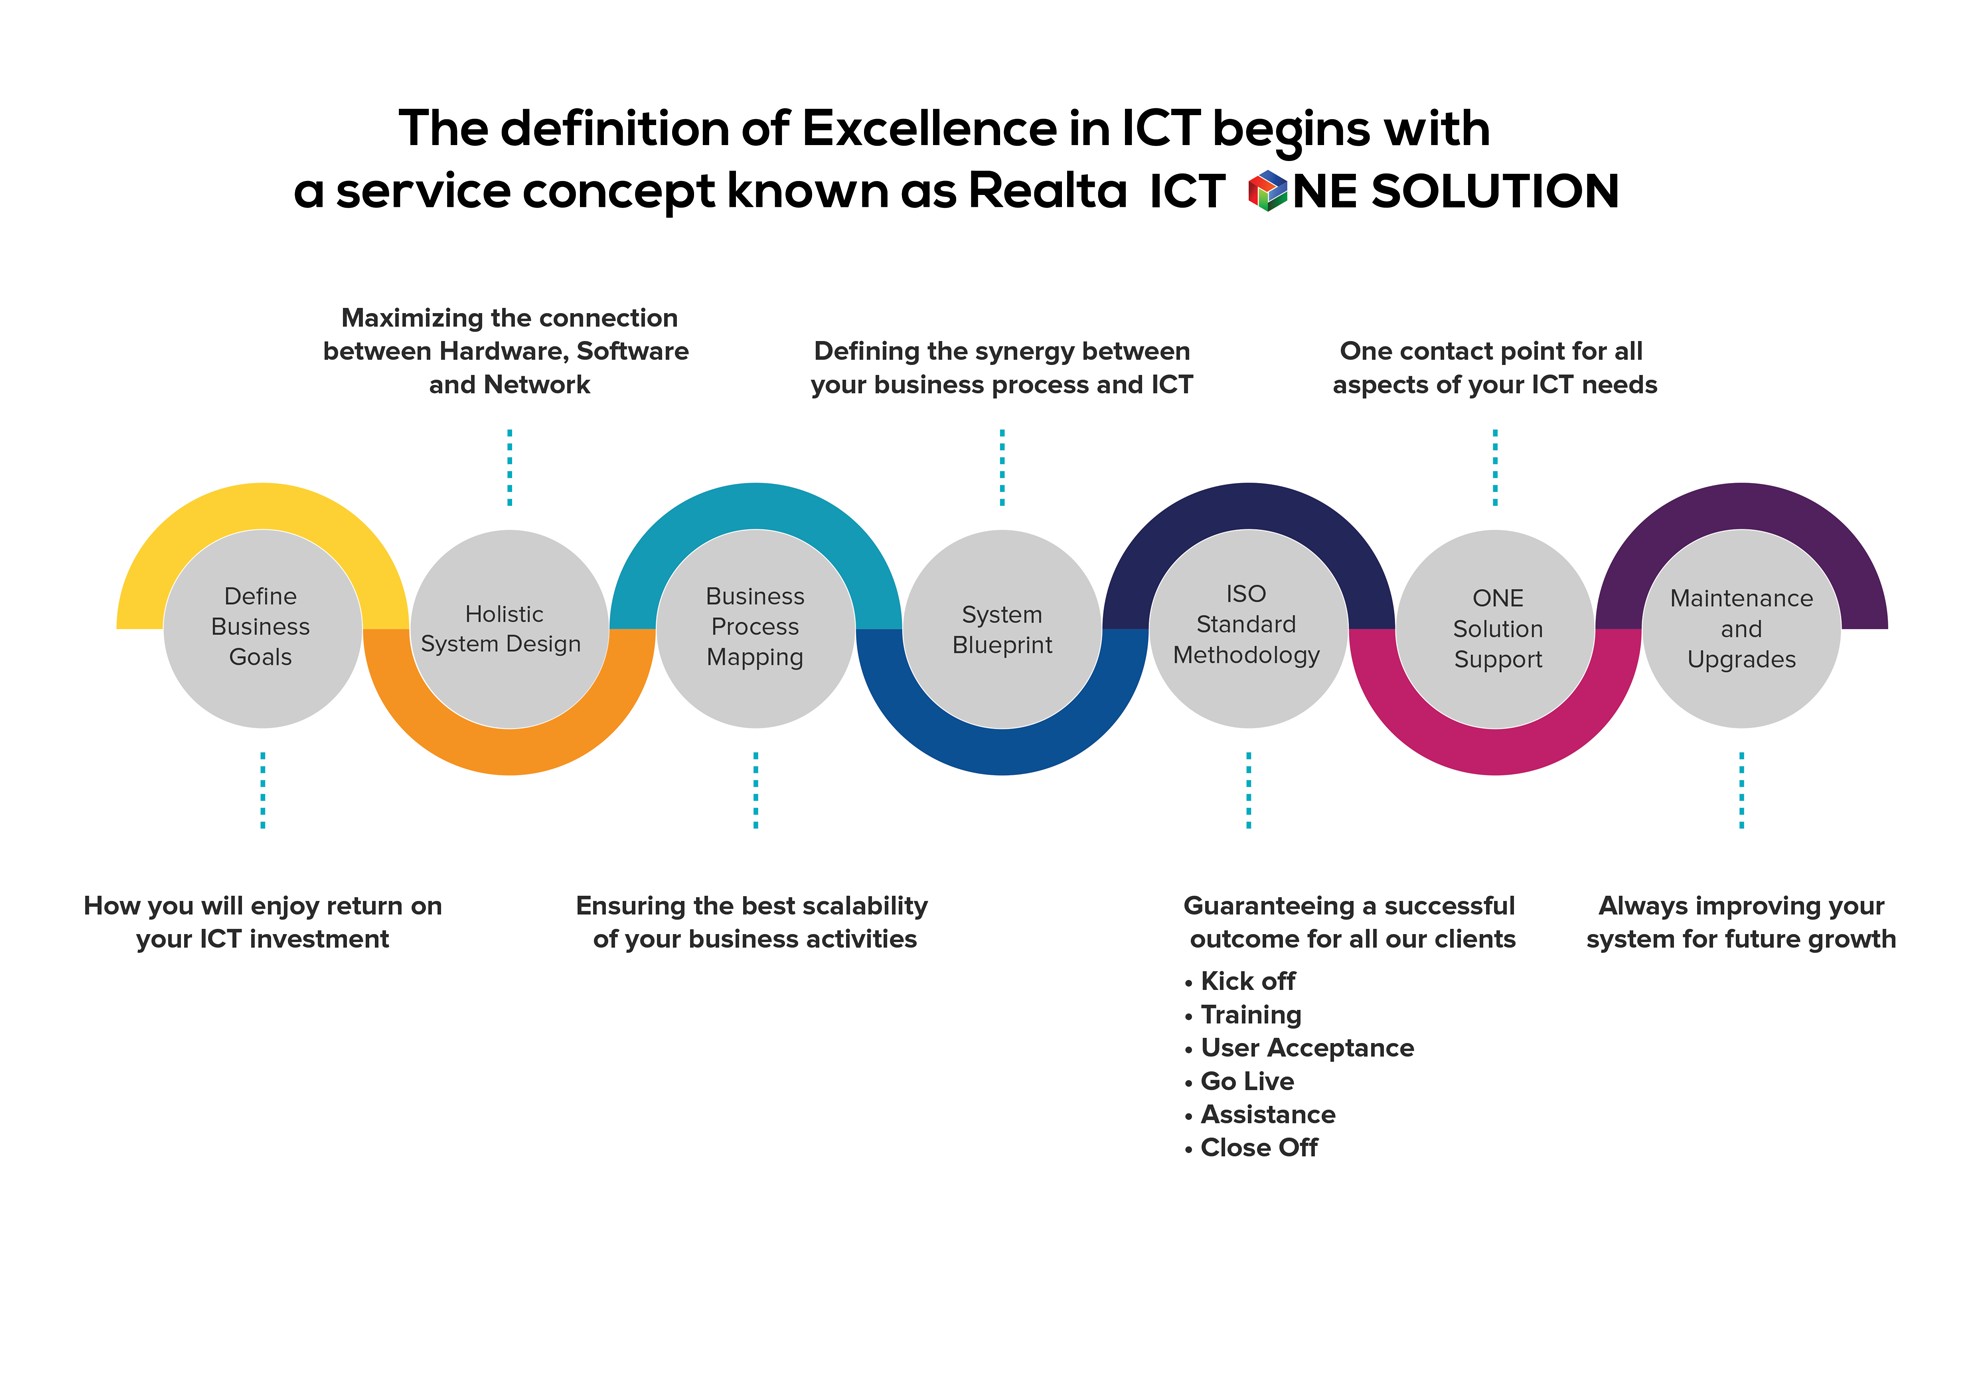 The definition of Excellence in ICT begins with
a service concept known as Realta ICT ONE SOLUTION
Maximizing the connection
between Hardware, Software
and Network
Defining the synergy between
your business process and ICT
One contact point for all
aspects of your ICT needs
Define
Business
Goals
Holistic
System Design
Business
Process
Mapping
System
Blueprint
ISO
Standard
Methodology
ONE
Solution
Support
Maintenance
and
Upgrades
How you will enjoy return on
your ICT investment
Ensuring the best scalability
of your business activities
Guaranteeing a successful
outcome for all our clients
• Kick off
• Training
• User Acceptance
• Go Live
• Assistance
• Close Off
Always improving your
system for future growth